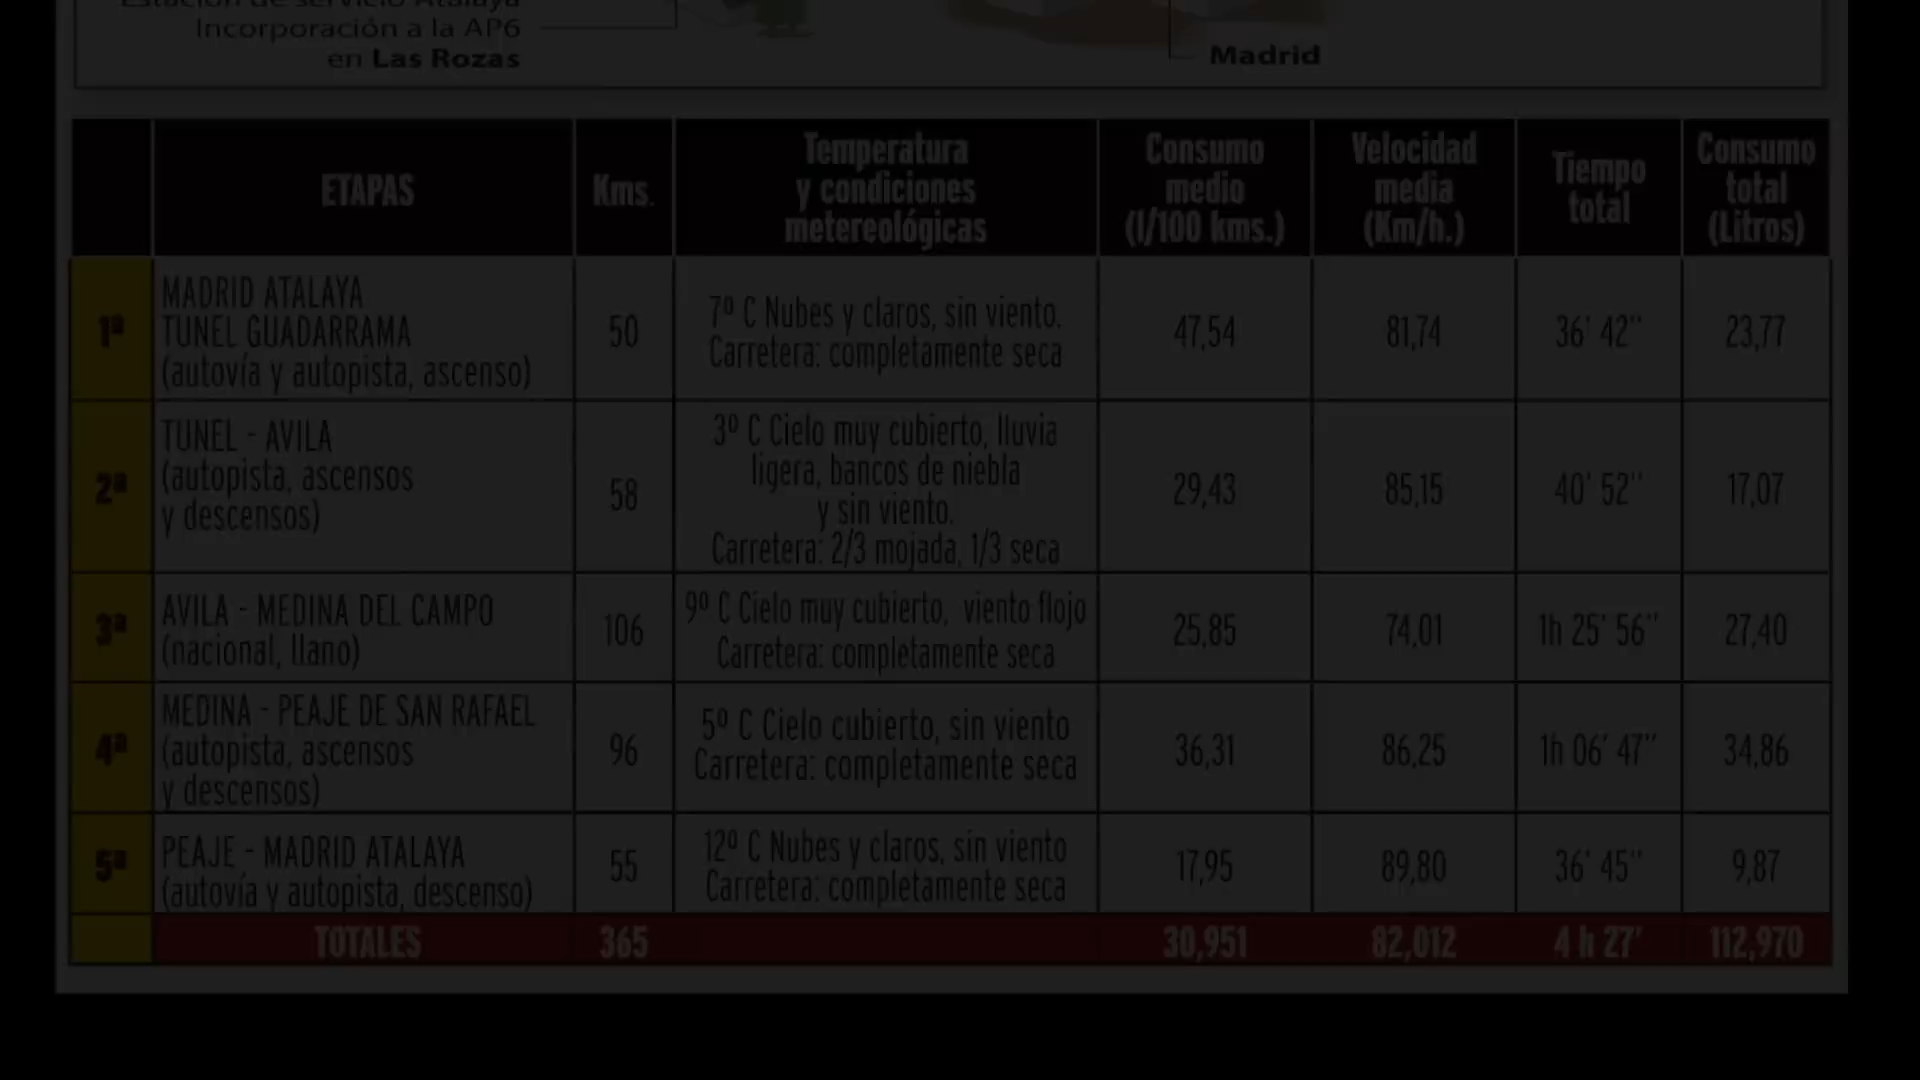 Estación de servicio Atalaya
Incorporación a la AP6
en Las Rozas
Madrid
ETAPAS
Kms.
Temperatura
y condiciones
metereológicas
Consumo
medio
(l/100 kms.)
Velocidad
media
(Km/h.)
Tiempo
total
Consumo
total
(Litros)
1ª
MADRID ATALAYA
TUNEL GUADARRAMA
(autovía y autopista, ascenso)
50
7º C Nubes y claros, sin viento.
Carretera: completamente seca
47,54
81,74
36' 42''
23,77
2ª
TUNEL - AVILA
(autopista, ascensos
y descensos)
58
3º C Cielo muy cubierto, lluvia
ligera, bancos de niebla
y sin viento.
Carretera: 2/3 mojada, 1/3 seca
29,43
85,15
40' 52''
17,07
3ª
AVILA - MEDINA DEL CAMPO
(nacional, llano)
106
9º C Cielo muy cubierto, viento flojo
Carretera: completamente seca
25,85
74,01
1h 25' 56''
27,40
4ª
MEDINA - PEAJE DE SAN RAFAEL
(autopista, ascensos
y descensos)
96
5º C Cielo cubierto, sin viento
Carretera: completamente seca
36,31
86,25
1h 06' 47''
34,86
5ª
PEAJE - MADRID ATALAYA
(autovía y autopista, descenso)
55
12º C Nubes y claros, sin viento
Carretera: completamente seca
17,95
89,80
36' 45''
9,87
TOTALES
365
30,951
82,012
4 h 27'
112,970